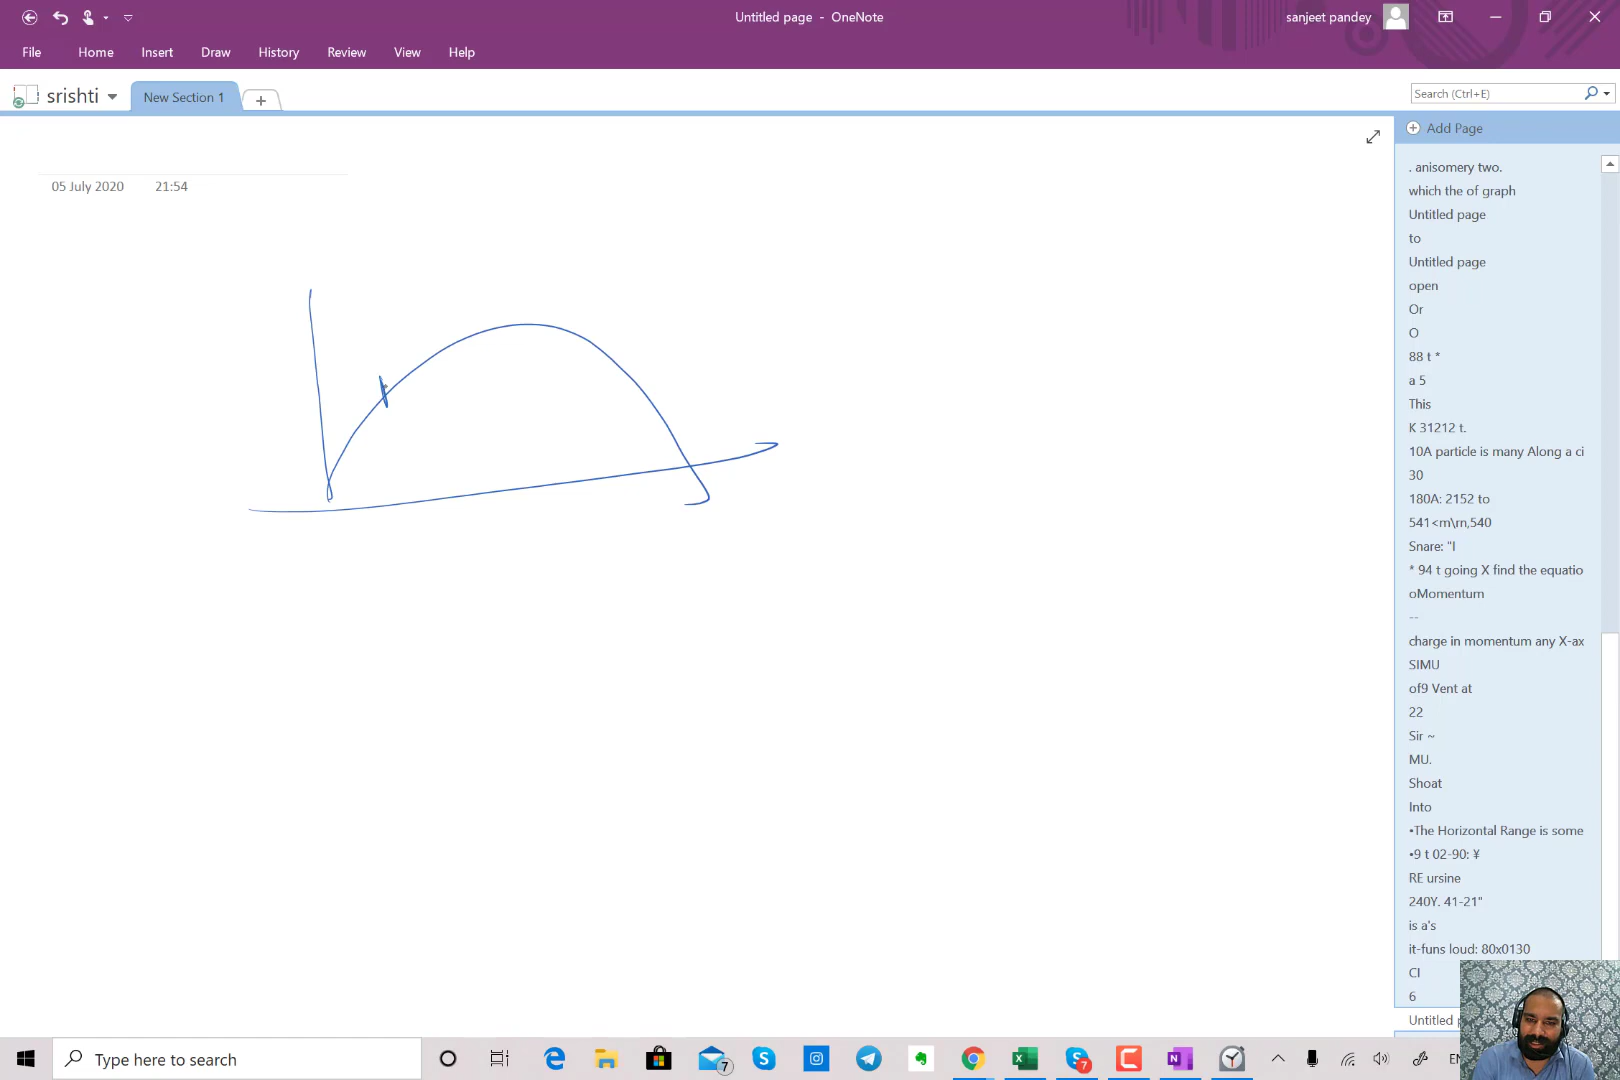 Untitled page - OneNote
sanjeet pandey
File
Home
Insert
Draw
History
Review
View
Help
srishti
New Section 1
Search (Ctrl+E)
Add Page
05 July 2020
21:54
. anisomery two.
which the of graph
Untitled page
to
Untitled page
open
Or
O
88 t *
a 5
This
K 31212 t.
10A particle is many Along a ci
30
180A: 2152 to
541<m\rn,540
Snare: "I
* 94 t going X find the equatio
oMomentum
--
charge in momentum any X-ax
SIMU
of9 Vent at
22
Sir ~
MU.
Shoat
Into
•The Horizontal Range is some
•9 t 02-90: ¥
RE ursine
240Y. 41-21"
is a's
it-funs loud: 80x0130
CI
6
Untitled
Type here to search
7
7